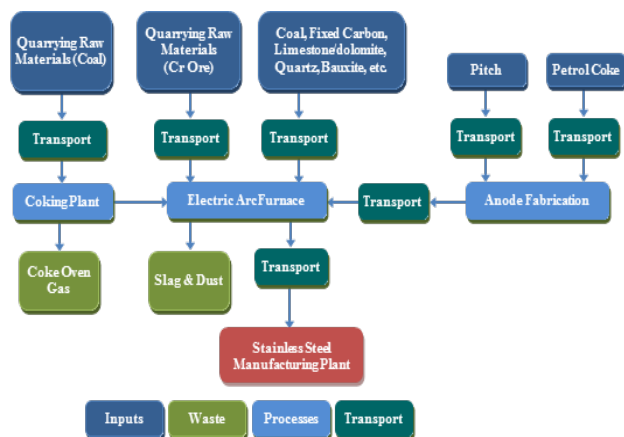 Quarrying Raw
Materials (Coal)
Quarrying Raw
Materials
(Cr Ore)
Coal, Fixed Carbon,
Limestone/dolomite,
Quartz, Bauxite, etc.
Pitch
Petrol Coke
Transport
Transport
Transport
Transport
Transport
Coking Plant
Electric Arc Furnace
Transport
Anode Fabrication
Coke Oven
Gas
Slag & Dust
Transport
Stainless Steel
Manufacturing Plant
Inputs
Waste
Processes
Transport